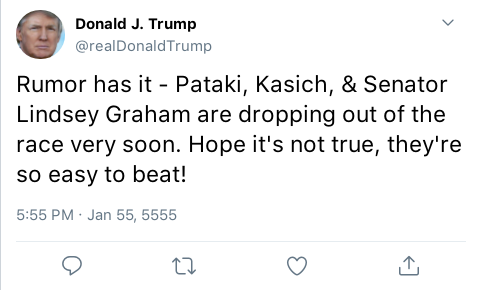 Donald J. Trump
@realDonaldTrump
Rumor has it - Pataki, Kasich, & Senator
Lindsey Graham are dropping out of the
race very soon. Hope it's not true, they're
so easy to beat!
5:55 PM · Jan 55, 5555